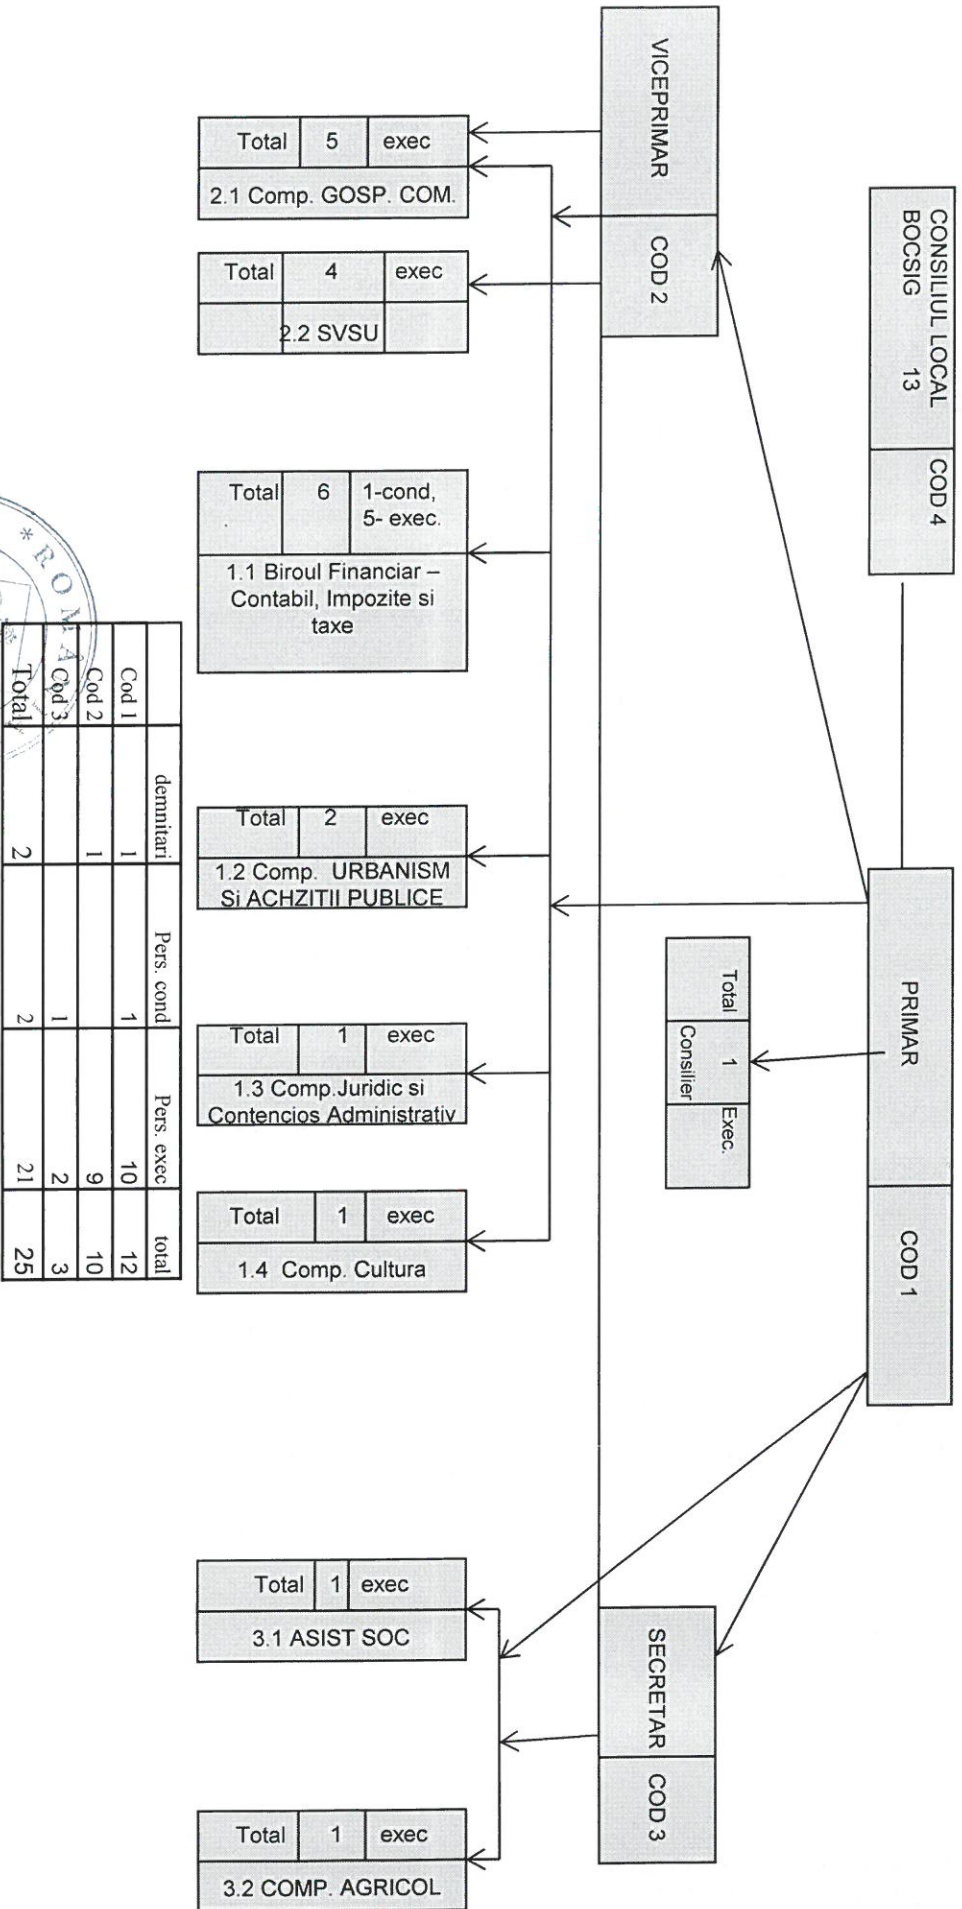 CONSILIUL LOCAL COD 4
BOCSIG 13
PRIMAR COD 1
Total 1 Exec.
Consilier
VICEPRIMAR COD 2
SECRETAR COD 3
Total 5 exec
2.1 Comp. GOSP. COM.
Total 4 exec
2.2 SVSU
Total 6 1-cond,
5- exec.
1.1 Biroul Financiar –
Contabil, Impozite si
taxe
Total 2 exec
1.2 Comp. URBANISM
Si ACHZITII PUBLICE
Total 1 exec
1.3 Comp.Juridic si
Contencios Administrativ
Total 1 exec
1.4 Comp. Cultura
Total 1 exec
3.1 ASIST SOC
Total 1 exec
3.2 COMP. AGRICOL
demnitari Pers. cond Pers. exec total
Cod 1 1 1 10 12
Cod 2 1 9 10
Cod 3 1 2 3
Total 2 2 21 25